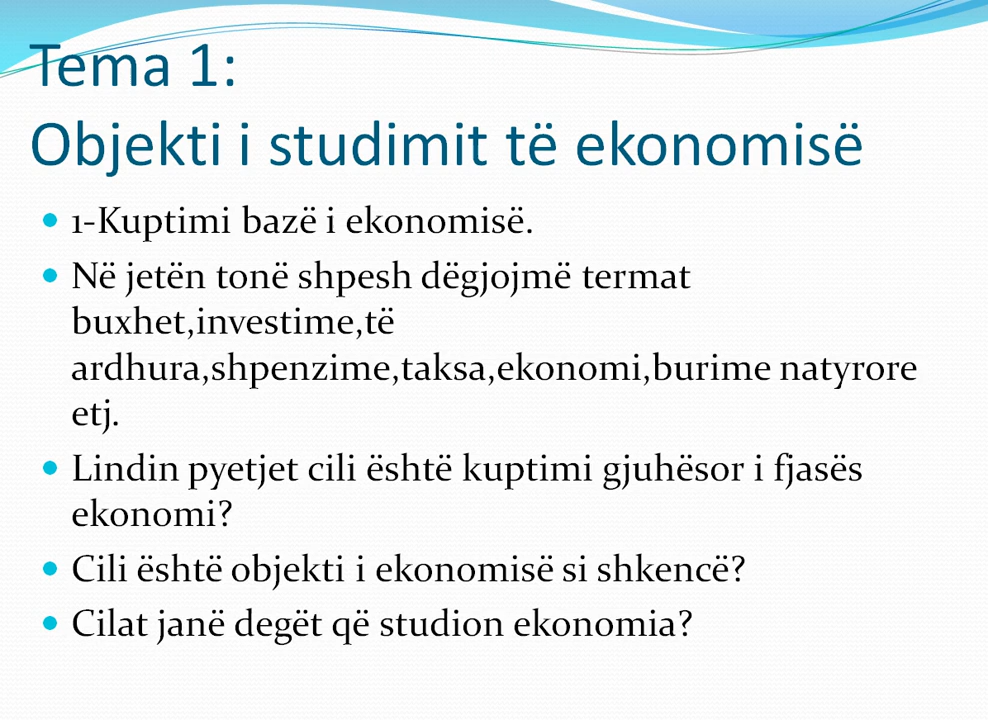 Tema 1:
Objekti i studimit të ekonomisë
1-Kuptimi bazë i ekonomisë.
Në jetën tonë shpesh dëgjojmë termat
buxhet,investime,të
ardhura,shpenzime,taksa,ekonomi,burime natyrore
etj.
Lindin pyetjet cili është kuptimi gjuhësor i fjasës
ekonomi?
Cili është objekti i ekonomisë si shkencë?
Cilat janë degët që studion ekonomia?